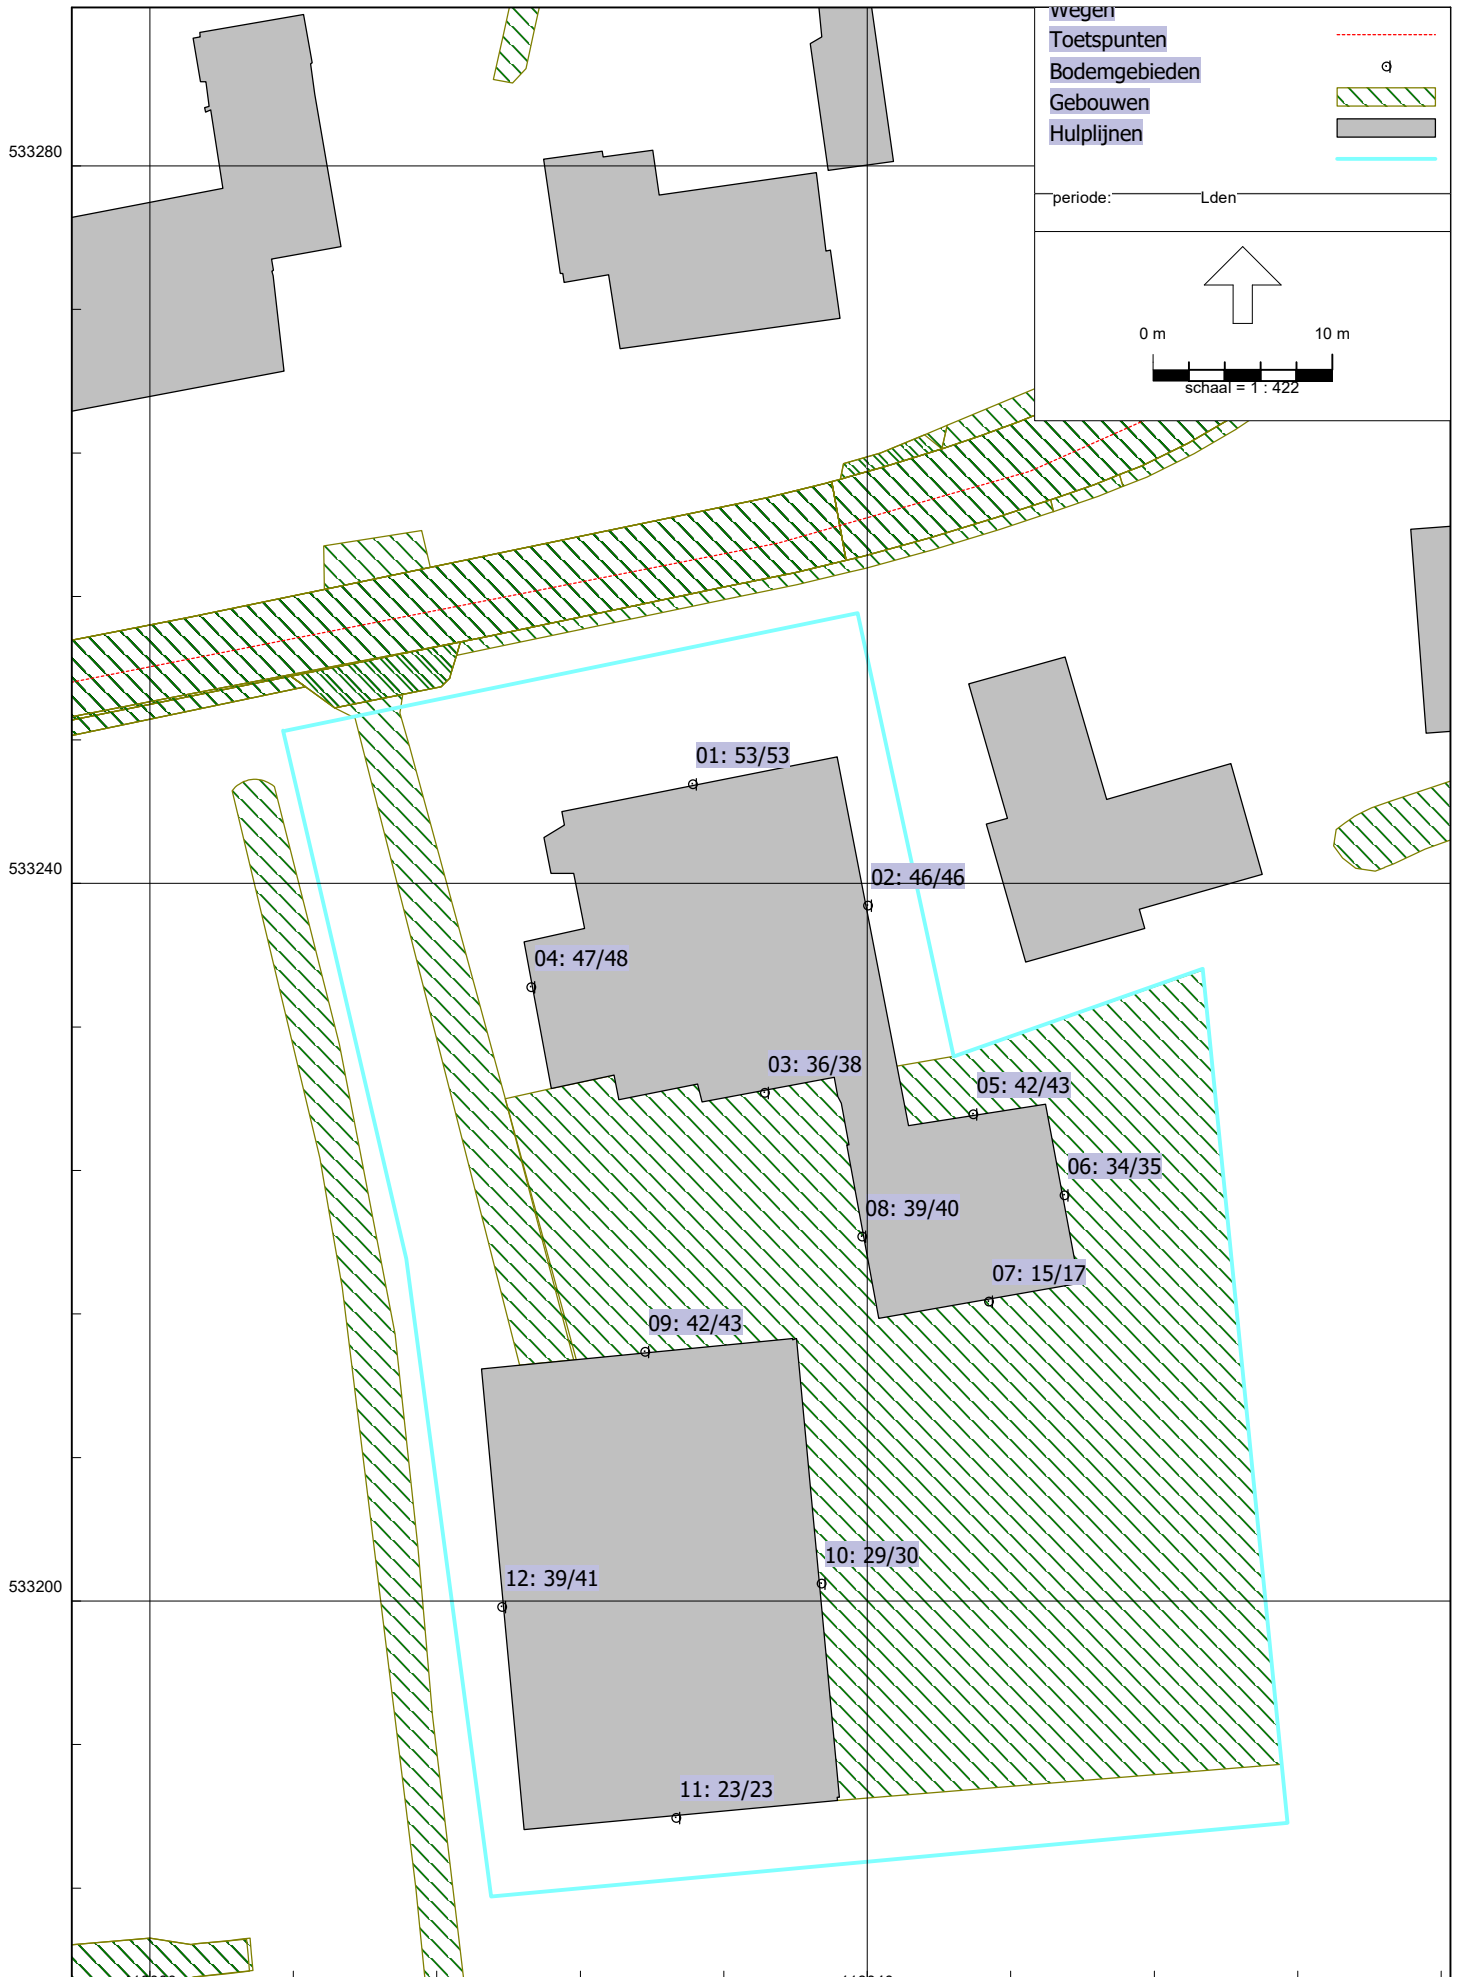 Wegen
Toetspunten
Bodemgebieden
Gebouwen
Hulplijnen
533280
periode: Lden
0 m 10 m
schaal = 1 : 422
01: 53/53
533240
02: 46/46
04: 47/48
03: 36/38
05: 42/43
06: 34/35
08: 39/40
07: 15/17
09: 42/43
10: 29/30
12: 39/41
533200
11: 23/23